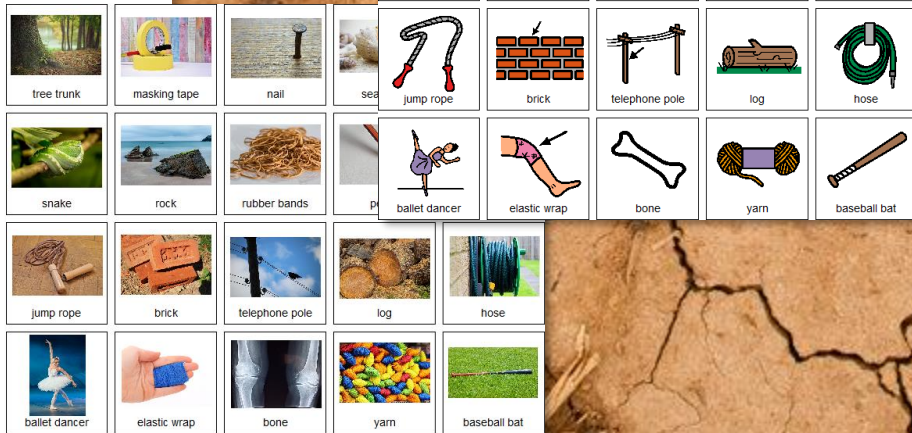 tree trunk
masking tape
nail
jump rope
brick
telephone pole
log
hose
snake
rock
rubber bands
ballet dancer
elastic wrap
bone
yarn
baseball bat
jump rope
brick
telephone pole
log
hose
ballet dancer
elastic wrap
bone
yarn
baseball bat